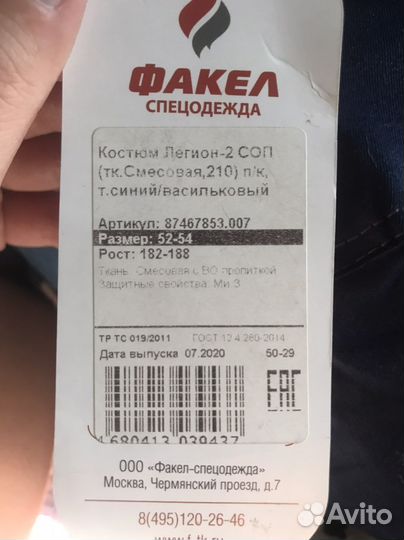 ФАКЕЛ
СПЕЦОДЕЖДА
Костюм Легион-2 СОП
(тк.Смесовая,210) п/к,
т.синий/васильковый
Артикул: 87467853.007
Размер: 52-54
Рост: 182-188
Ткань: Смесовая с ВО пропиткой
Защитные свойства: Ми З
ТР ТС 019/2011 ГОСТ 12.4.280-2014
Дата выпуска 07.2020 50-29
EAC
4 680413 039437
ООО «Факел-спецодежда»
Москва, Чермянский проезд, д.7
8(495)120-26-46
Avito